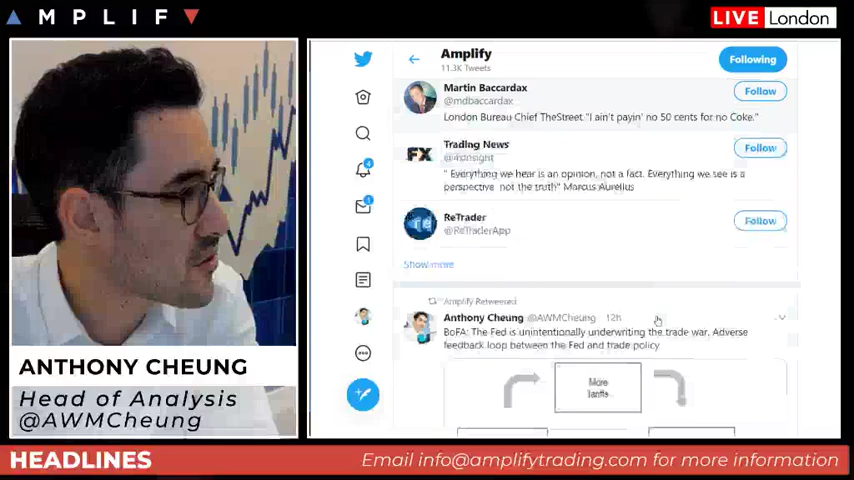 MPLIF
LIVE London
Amplify
11.3K Tweets
Following
Martin Baccardax
@mdbaccardax
Follow
London Bureau Chief TheStreet "I ain't payin' no 50 cents for no Coke."
Trading News
Follow
" Everything we hear is an opinion, not a fact. Everything we see is a
perspective not the truth" Marcus Aurelius
ReTrader
@ReTraderApp
Follow
Show more
Amplify Retweeted
Anthony Cheung @AWMCheung 12h
BofA: The Fed is unintentionally underwriting the trade war. Adverse
feedback loop between the Fed and trade policy
More
Tariffs
4
1
FX
ANTHONY CHEUNG
Head of Analysis
@AWMCheung
HEADLINES
Email info@amplifytrading.com for more information